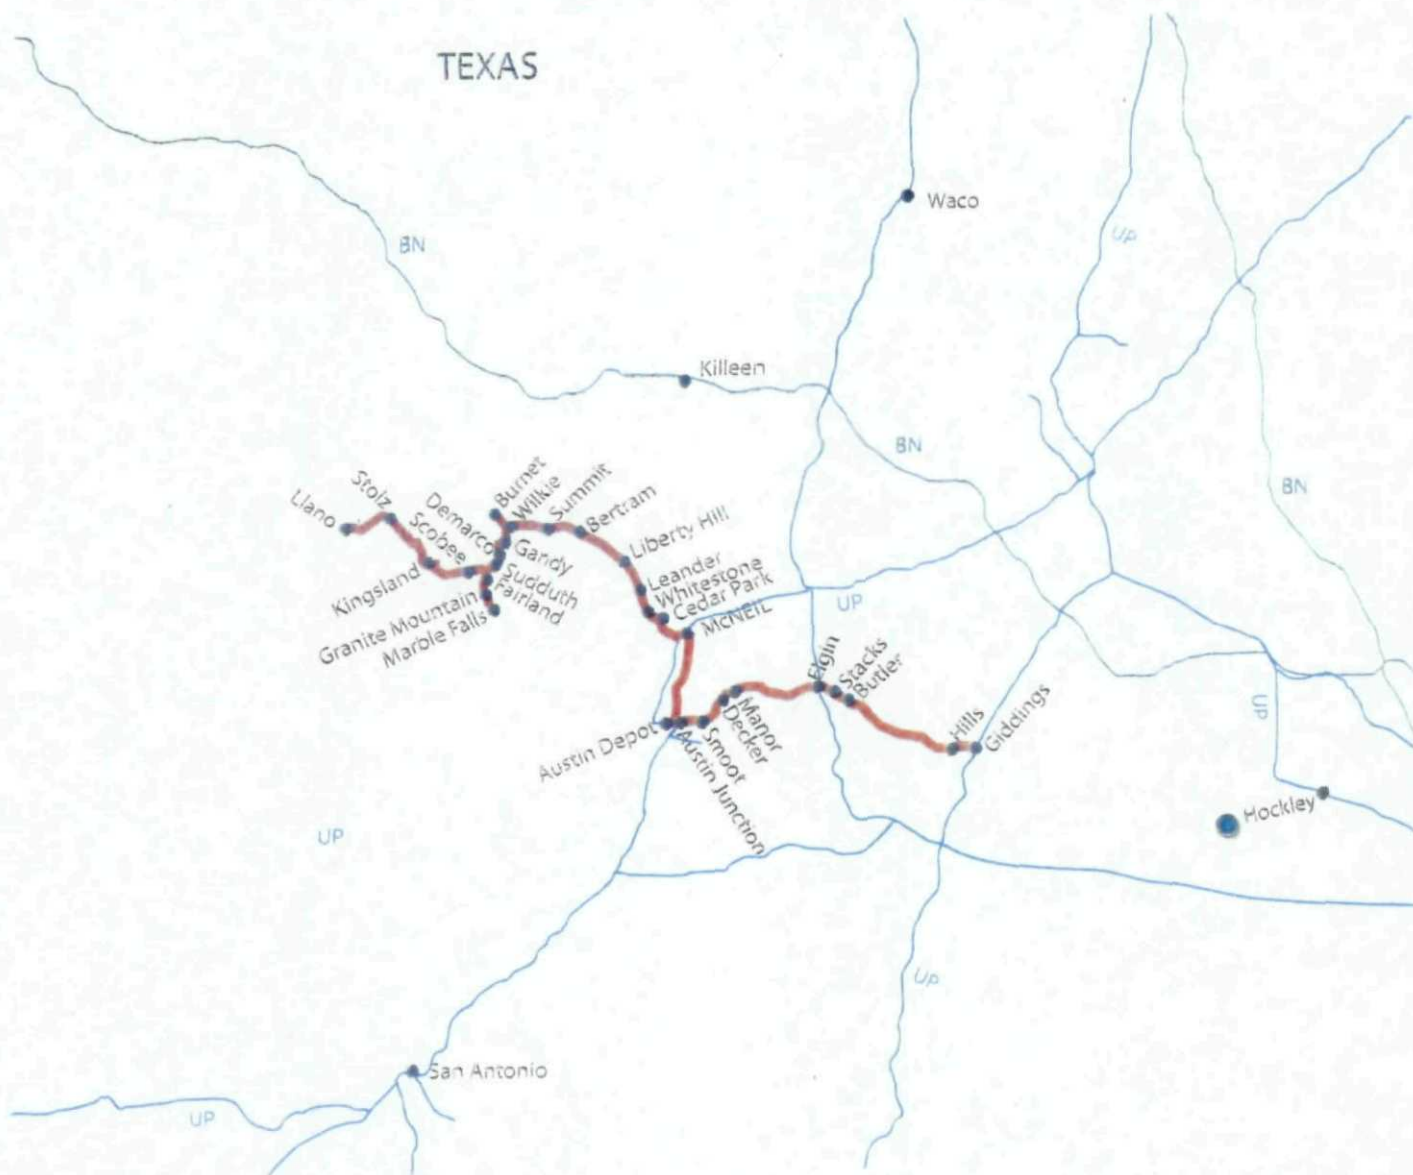 TEXAS
Waco
UP
BN
Killeen
BN
BN
Burnet
Wilkie
Summit
Bertram
Stolz
Llano
Demarco
Scobee
Gandy
Liberty Hill
Sudduth
Leander
Kingsland
Fairland
Whitestone
Cedar Park
Granite Mountain
McNEIL
Marble Falls
UP
Elgin
Stacks
Butler
Manor
Hills
Giddings
UP
Decker
Austin Depot
Smoot
Austin Junction
Hockley
UP
UP
San Antonio
UP